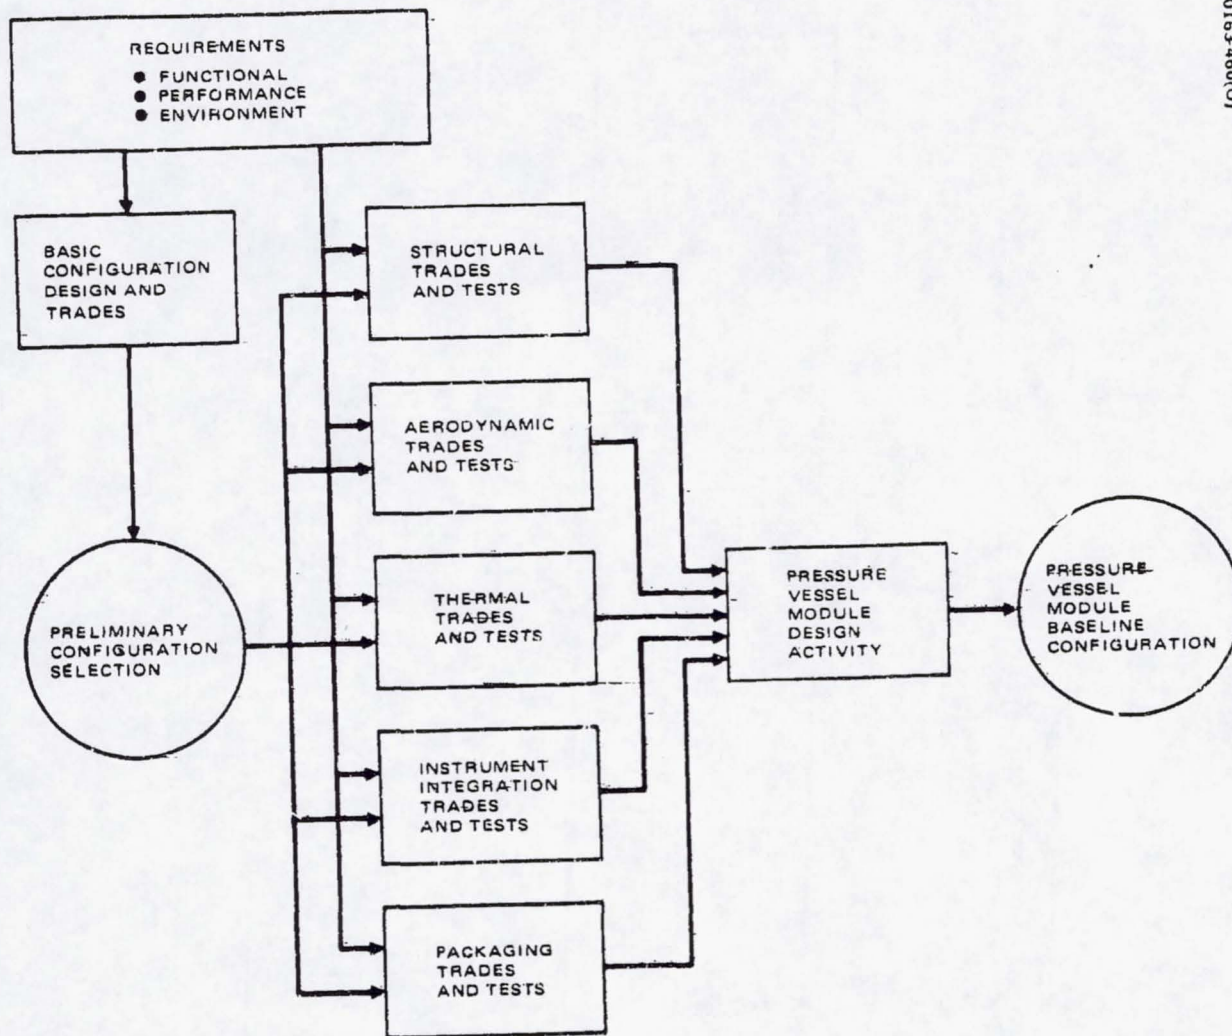 REQUIREMENTS
● FUNCTIONAL
● PERFORMANCE
● ENVIRONMENT
BASIC
CONFIGURATION
DESIGN AND
TRADES
PRELIMINARY
CONFIGURATION
SELECTION
STRUCTURAL
TRADES
AND TESTS
AERODYNAMIC
TRADES
AND TESTS
THERMAL
TRADES
AND TESTS
INSTRUMENT
INTEGRATION
TRADES
AND TESTS
PACKAGING
TRADES
AND TESTS
PRESSURE
VESSEL
MODULE
DESIGN
ACTIVITY
PRESSURE
VESSEL
MODULE
BASELINE
CONFIGURATION